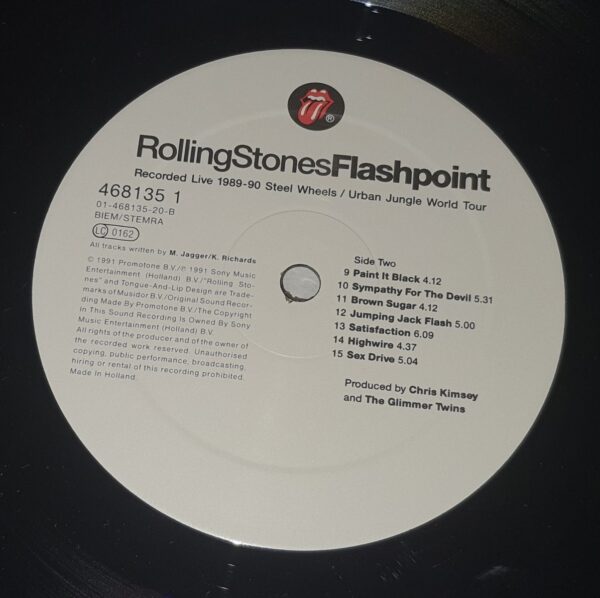 ®
RollingStonesFlashpoint
Recorded Live 1989-90 Steel Wheels / Urban Jungle World Tour
468135 1
01-468135-20-B
BIEM/STEMRA
LC 0162
All tracks written by M. Jagger/K. Richards
© 1991 Promotone B.V./℗ 1991 Sony Music
Entertainment (Holland) B.V./"Rolling Sto-
nes" and Tongue-And-Lip Design are Trade-
marks of Musidor B.V./Original Sound Recor-
ding Made By Promotone B.V./The Copyright
In This Sound Recording Is Owned By Sony
Music Entertainment (Holland) B.V.
All rights of the producer and of the owner of
the recorded work reserved. Unauthorised
copying, public performance, broadcasting,
hiring or rental of this recording prohibited.
Made In Holland.
Side Two
9 Paint It Black 4.12
10 Sympathy For The Devil 5.31
11 Brown Sugar 4.12
12 Jumping Jack Flash 5.00
13 Satisfaction 6.09
14 Highwire 4.37
15 Sex Drive 5.04
Produced by Chris Kimsey
and The Glimmer Twins